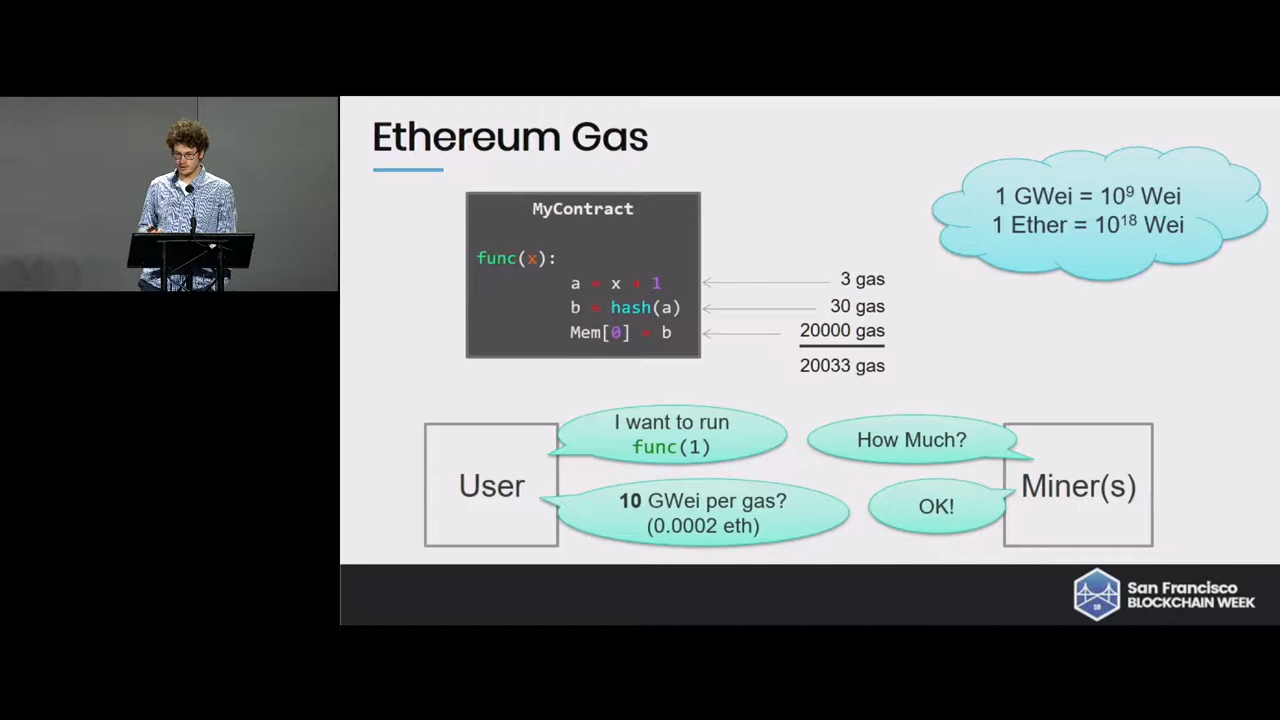 Ethereum Gas
1 GWei = 10⁹ Wei
1 Ether = 10¹⁸ Wei
MyContract
func(x):
a = x + 1
b = hash(a)
Mem[0] = b
3 gas
30 gas
20000 gas
20033 gas
User
I want to run
func(1)
How Much?
10 GWei per gas?
(0.0002 eth)
OK!
Miner(s)
18
San Francisco
BLOCKCHAIN WEEK